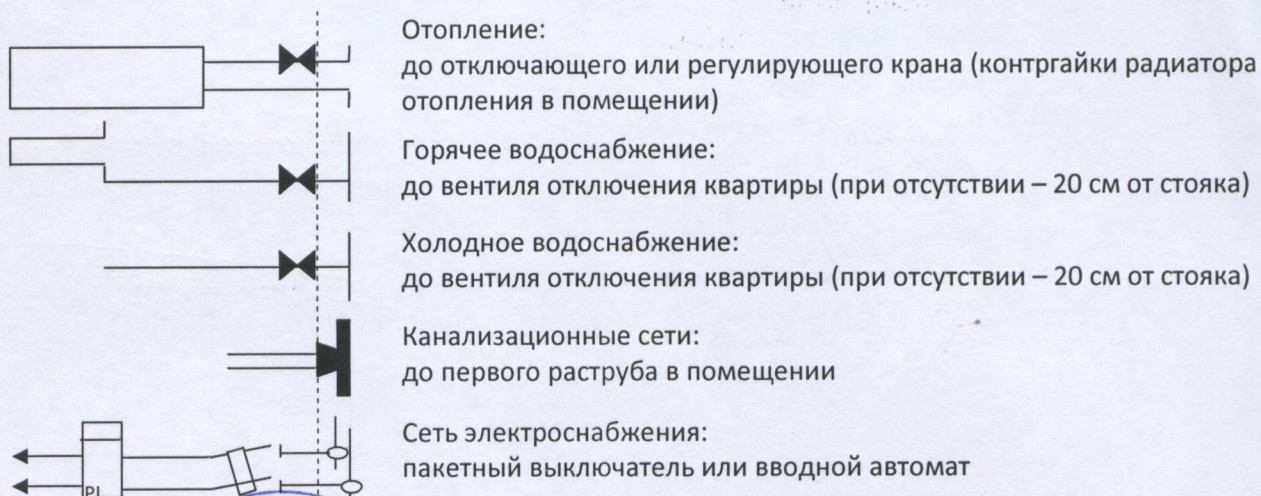 Отопление:
до отключающего или регулирующего крана (контргайки радиатора
отопления в помещении)
Горячее водоснабжение:
до вентиля отключения квартиры (при отсутствии – 20 см от стояка)
Холодное водоснабжение:
до вентиля отключения квартиры (при отсутствии – 20 см от стояка)
Канализационные сети:
до первого раструба в помещении
Сеть электроснабжения:
пакетный выключатель или вводной автомат
PI